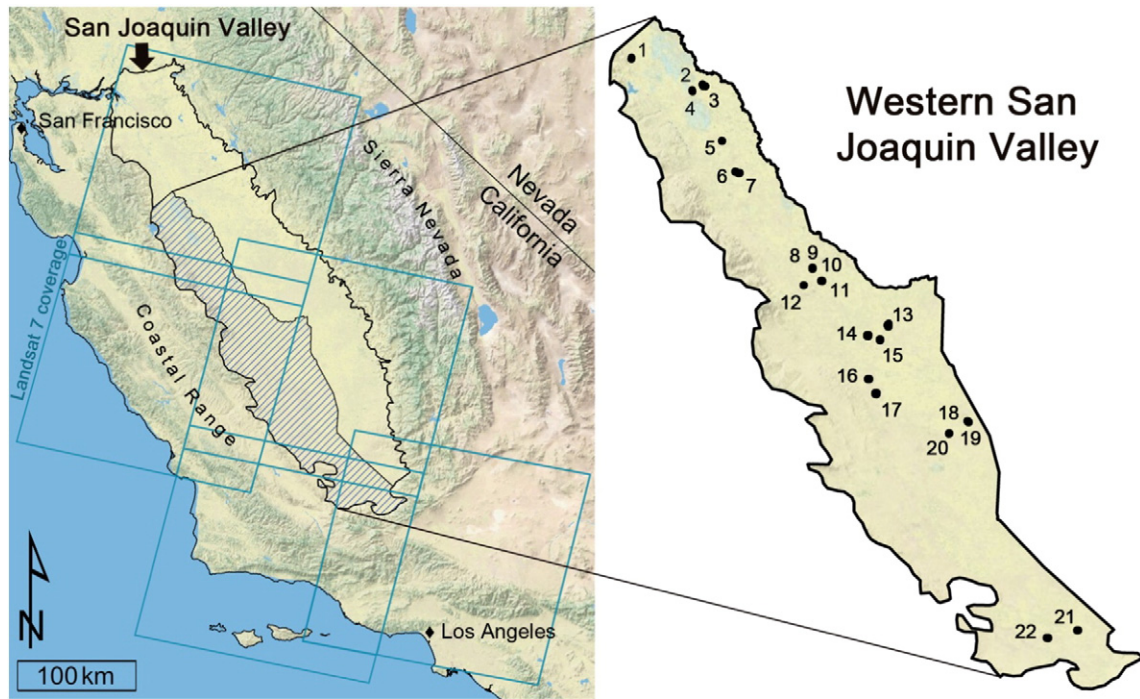 San Joaquin Valley
San Francisco
Sierra Nevada
Nevada
California
Landsat 7 coverage
Coastal Range
Los Angeles
N
100 km
Western San
Joaquin Valley
1
2
3
4
5
6
7
8
9
10
11
12
13
14
15
16
17
18
19
20
21
22